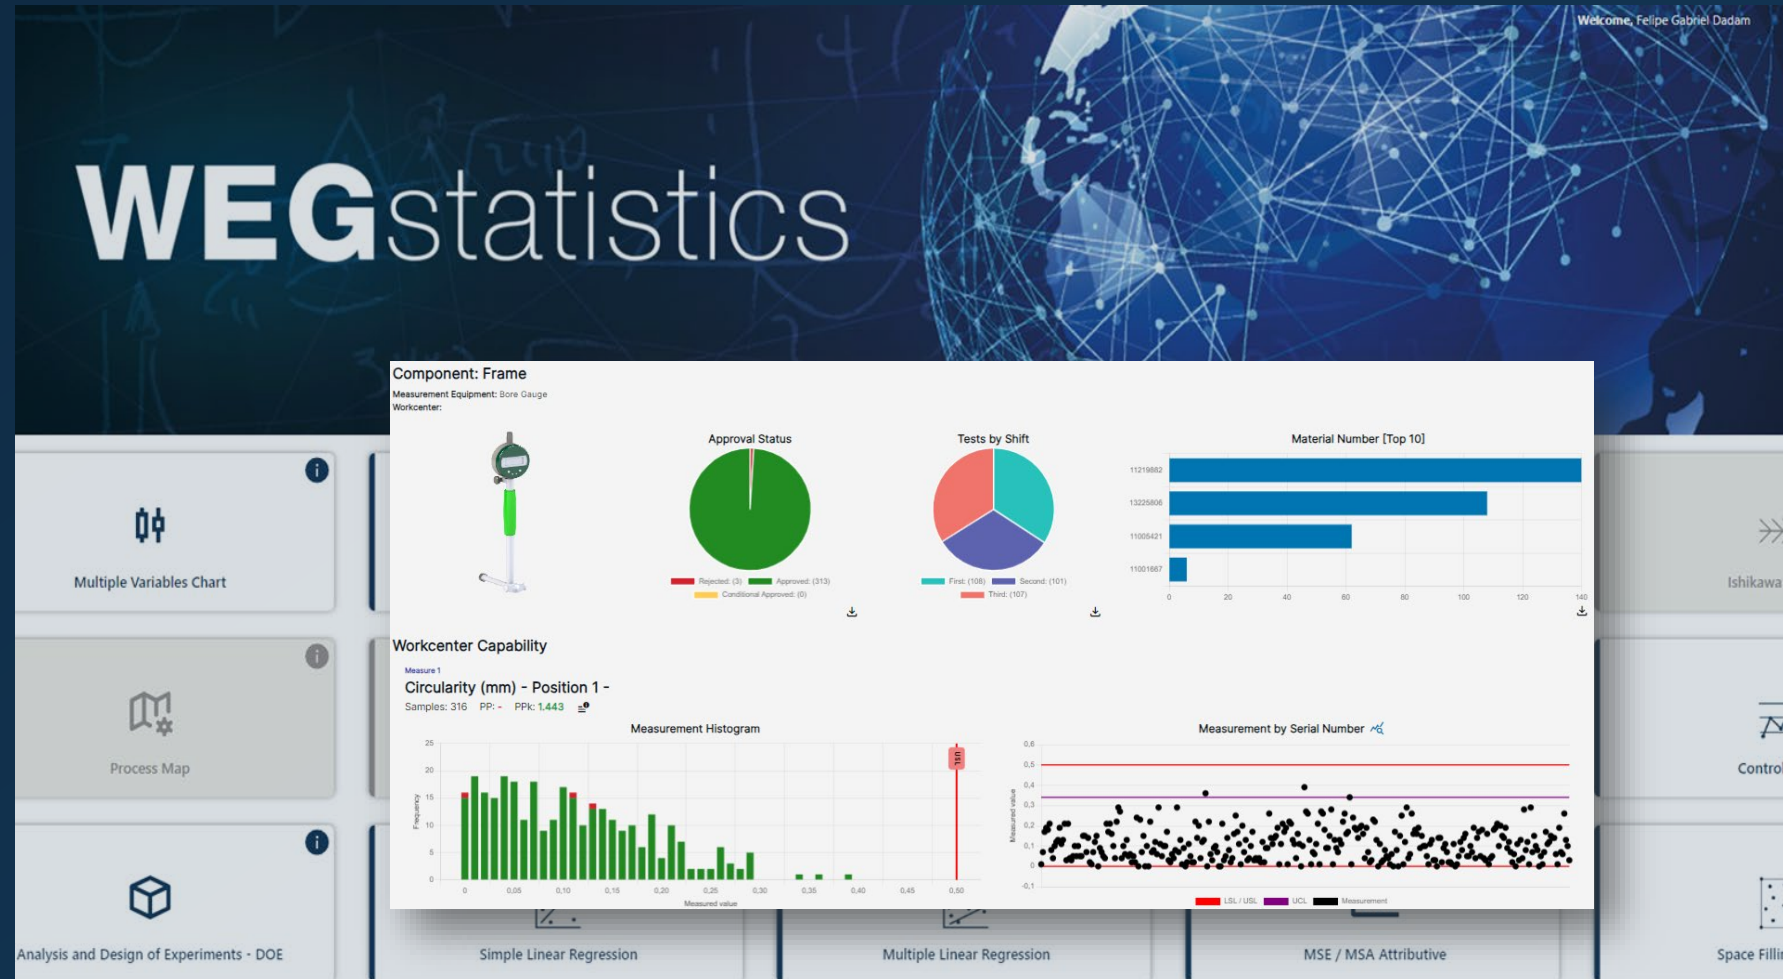 Welcome, Felipe Gabriel Dadam
WEGstatistics
Component: Frame
Measurement Equipment: Bore Gauge
Workcenter:
Approval Status
Rejected: (3) Approved: (313)
Conditional Approved: (0)
Tests by Shift
First: (108) Second: (101)
Third: (107)
Material Number [Top 10]
11219882
13225806
11005421
11001667
0 20 40 60 80 100 120 140
Workcenter Capability
Measure 1
Circularity (mm) - Position 1 -
Samples: 316 PP: - PPk: 1.443
Measurement Histogram
Frequency
25
20
15
10
5
0
USL
0 0,05 0,10 0,15 0,20 0,25 0,30 0,35 0,40 0,45 0,50
Measured value
Measurement by Serial Number
Measured value
0,6
0,5
0,4
0,3
0,2
0,1
0
-0,1
LSL / USL UCL Measurement
Multiple Variables Chart
Ishikawa
Process Map
Control
Analysis and Design of Experiments - DOE
Simple Linear Regression
Multiple Linear Regression
MSE / MSA Attributive
Space Filli